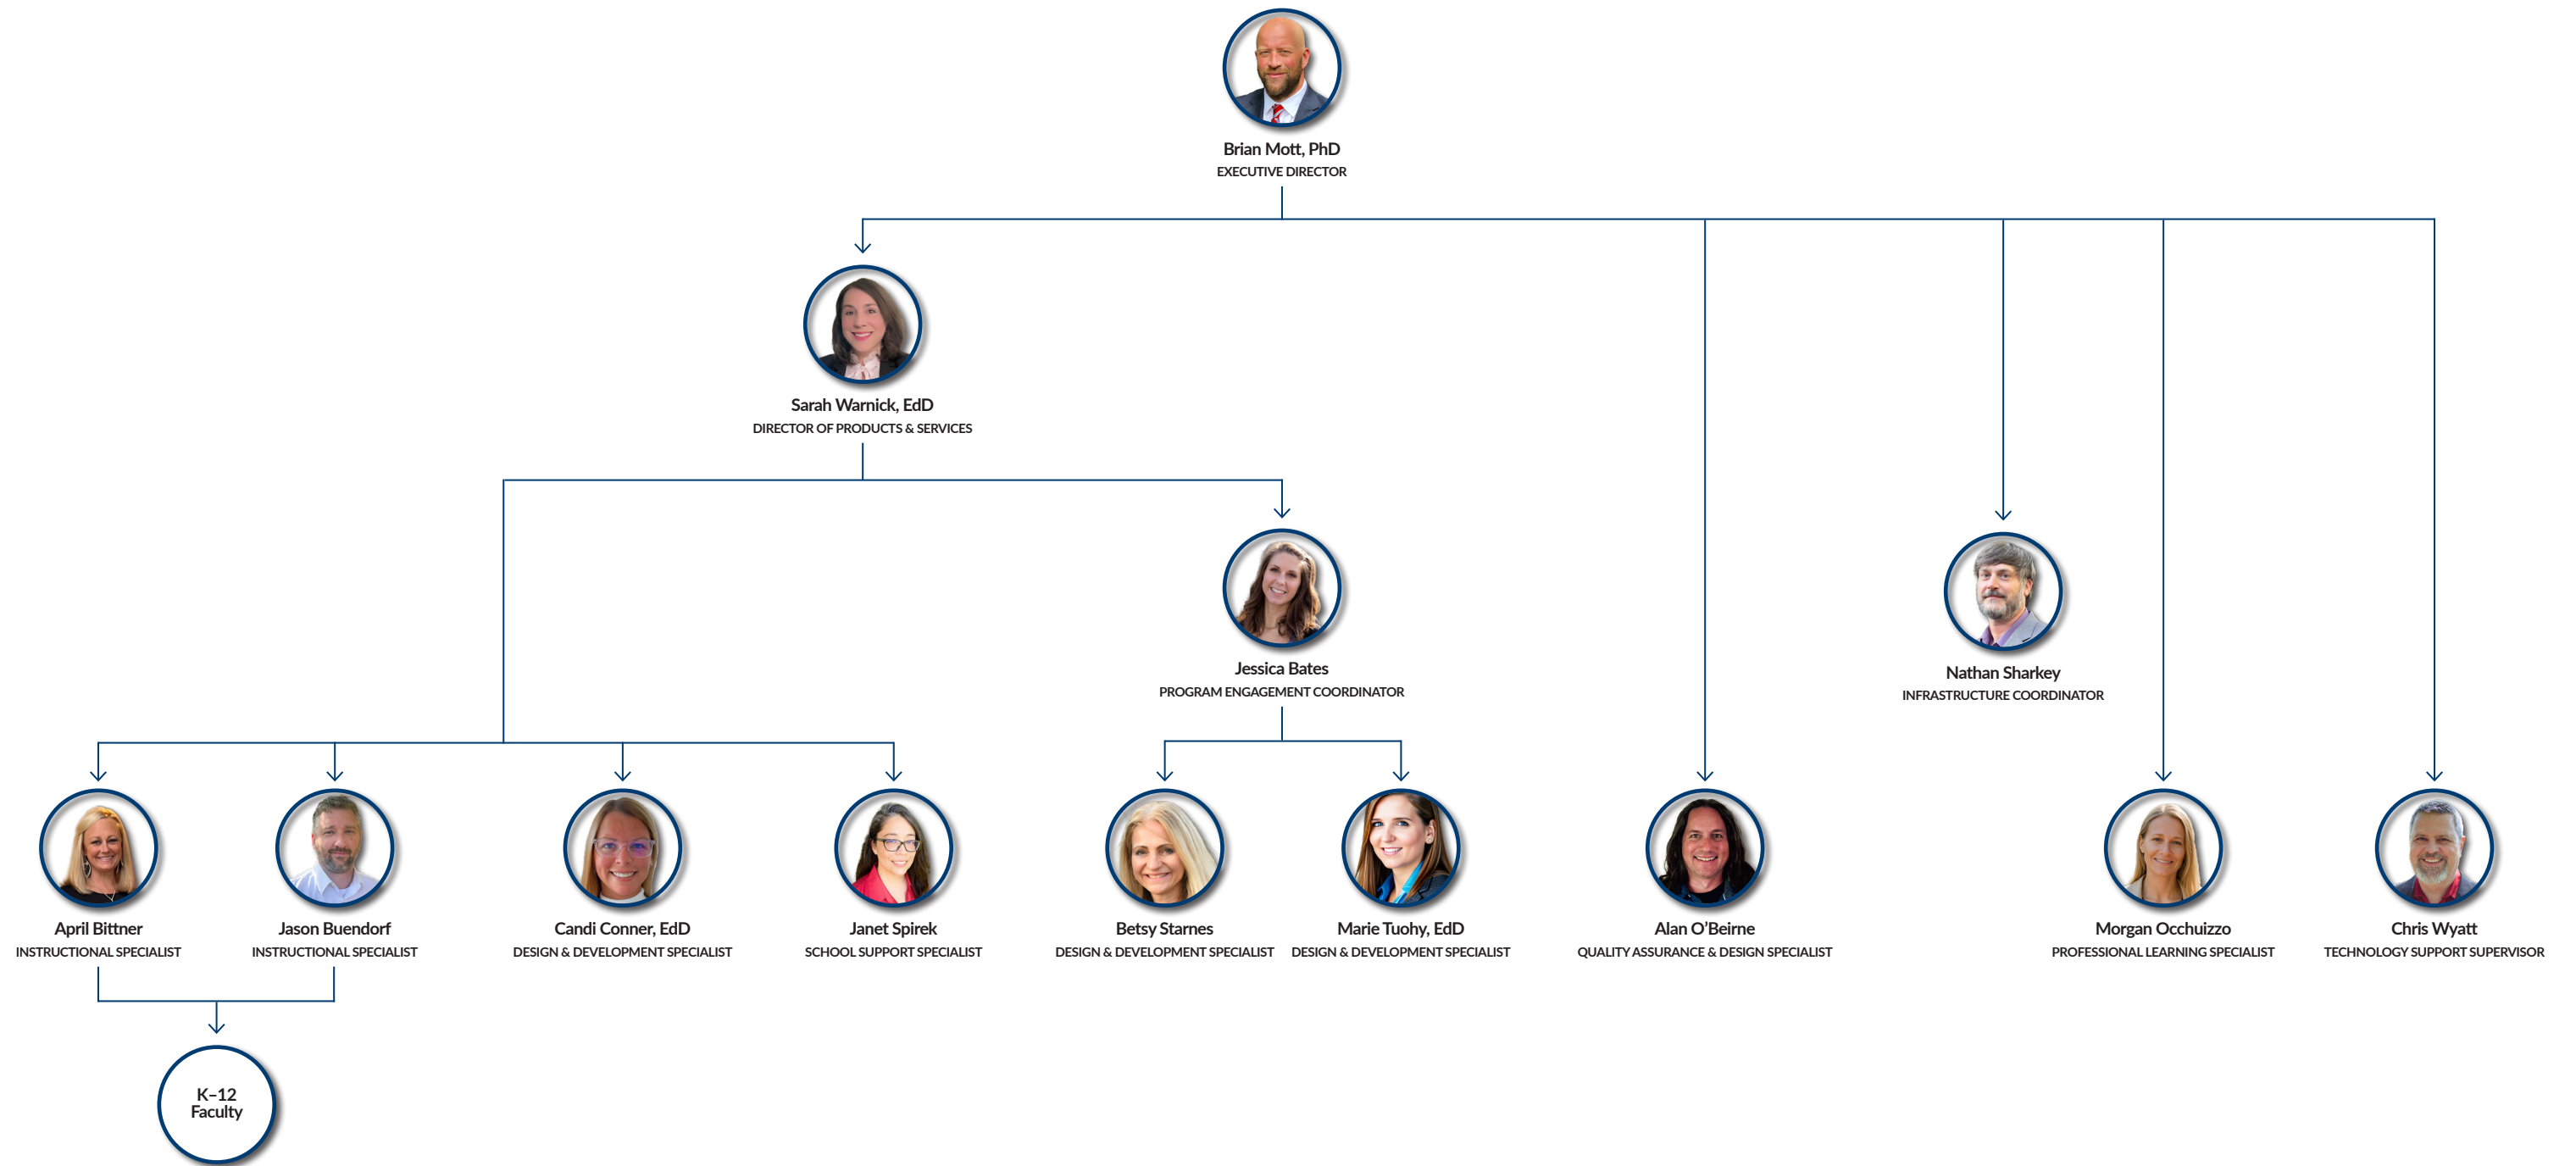 Brian Mott, PhD
EXECUTIVE DIRECTOR
Sarah Warnick, EdD
DIRECTOR OF PRODUCTS & SERVICES
Jessica Bates
PROGRAM ENGAGEMENT COORDINATOR
Nathan Sharkey
INFRASTRUCTURE COORDINATOR
April Bittner
INSTRUCTIONAL SPECIALIST
Jason Buendorf
INSTRUCTIONAL SPECIALIST
Candi Conner, EdD
DESIGN & DEVELOPMENT SPECIALIST
Janet Spirek
SCHOOL SUPPORT SPECIALIST
Betsy Starnes
DESIGN & DEVELOPMENT SPECIALIST
Marie Tuohy, EdD
DESIGN & DEVELOPMENT SPECIALIST
Alan O’Beirne
QUALITY ASSURANCE & DESIGN SPECIALIST
Morgan Occhuizzo
PROFESSIONAL LEARNING SPECIALIST
Chris Wyatt
TECHNOLOGY SUPPORT SUPERVISOR
K–12
Faculty